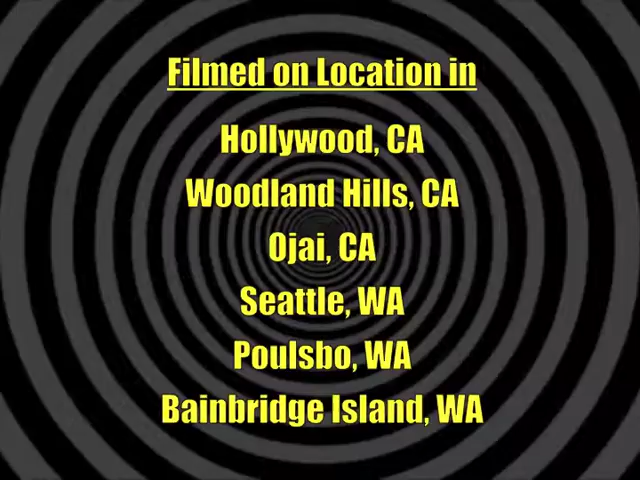 Filmed on Location in
Hollywood, CA
Woodland Hills, CA
Ojai, CA
Seattle, WA
Poulsbo, WA
Bainbridge Island, WA